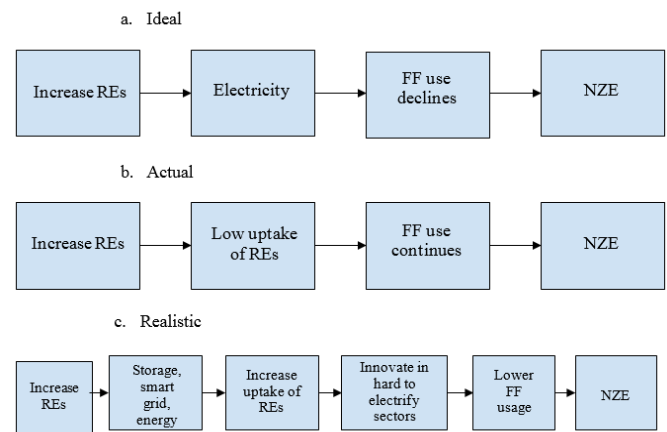 a. Ideal
Increase REs
Electricity
FF use
declines
NZE
b. Actual
Increase REs
Low uptake
of REs
FF use
continues
NZE
c. Realistic
Increase
REs
Storage,
smart
grid,
energy
Increase
uptake of
REs
Innovate in
hard to
electrify
sectors
Lower
FF
usage
NZE